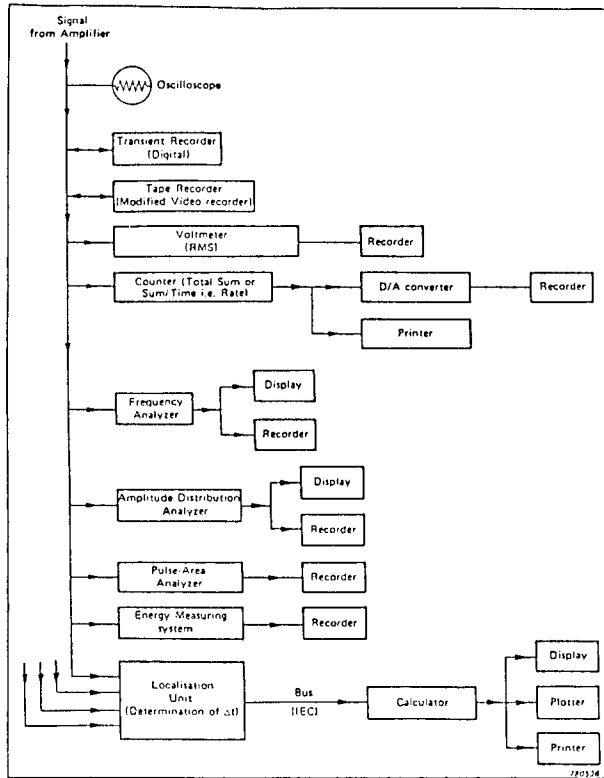 Signal
from Amplifier
Oscilloscope
Transient Recorder
(Digital)
Tape Recorder
(Modified Video recorder)
Voltmeter
(RMS)
Recorder
Counter (Total Sum or
Sum/Time i.e. Rate)
D/A converter
Recorder
Printer
Frequency
Analyzer
Display
Recorder
Amplitude Distribution
Analyzer
Display
Recorder
Pulse-Area
Analyzer
Recorder
Energy Measuring
system
Recorder
Localisation
Unit
(Determination of Δt)
Bus
(IEC)
Calculator
Display
Plotter
Printer
780536